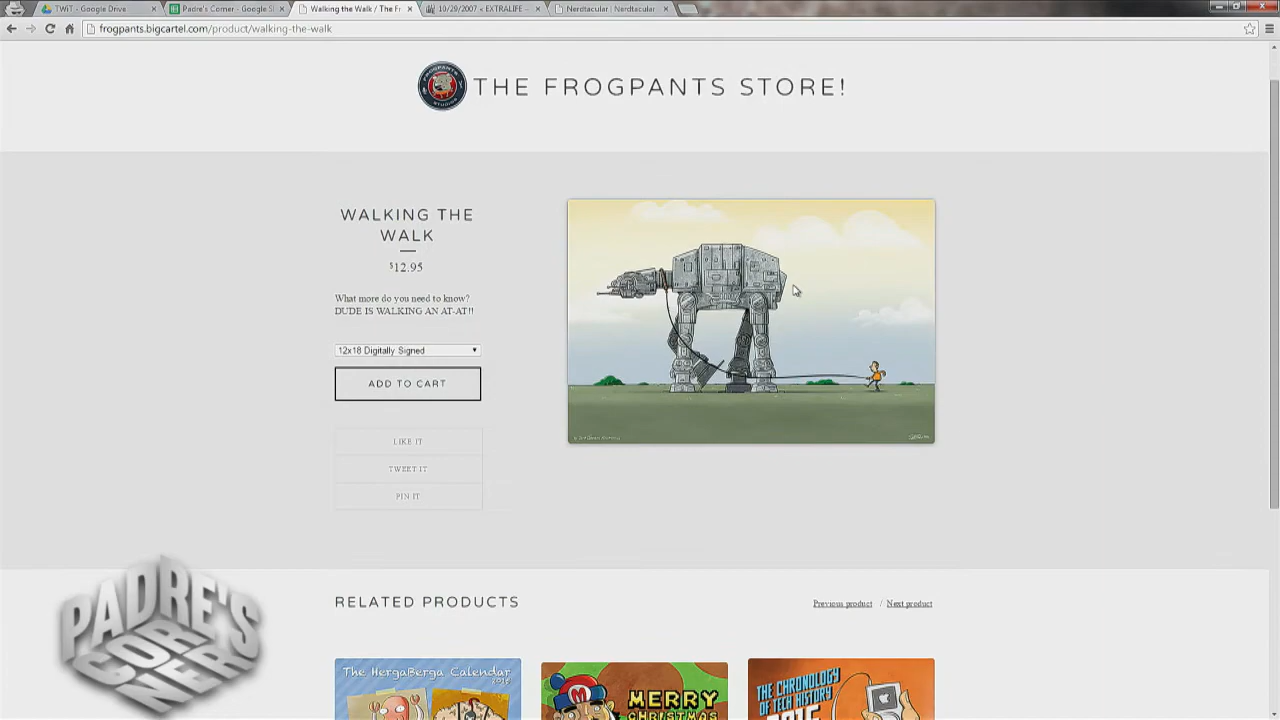 TWiT - Google Drive
Padre's Corner - Google S
Walking the Walk / The Fr
10/29/2007 < EXTRALIFE –
Nerdtacular | Nerdtacular
frogpants.bigcartel.com/product/walking-the-walk
FROGPANTS
STUDIOS
THE FROGPANTS STORE!
WALKING THE
WALK
$12.95
What more do you need to know?
DUDE IS WALKING AN AT-AT!!
12x18 Digitally Signed
ADD TO CART
LIKE IT
TWEET IT
PIN IT
RELATED PRODUCTS
Previous product / Next product
PADRE'S
CORNER
The HergaBerga Calendar
M
MERRY
CHRISTMAS
THE CHRONOLOGY
OF TECH HISTORY